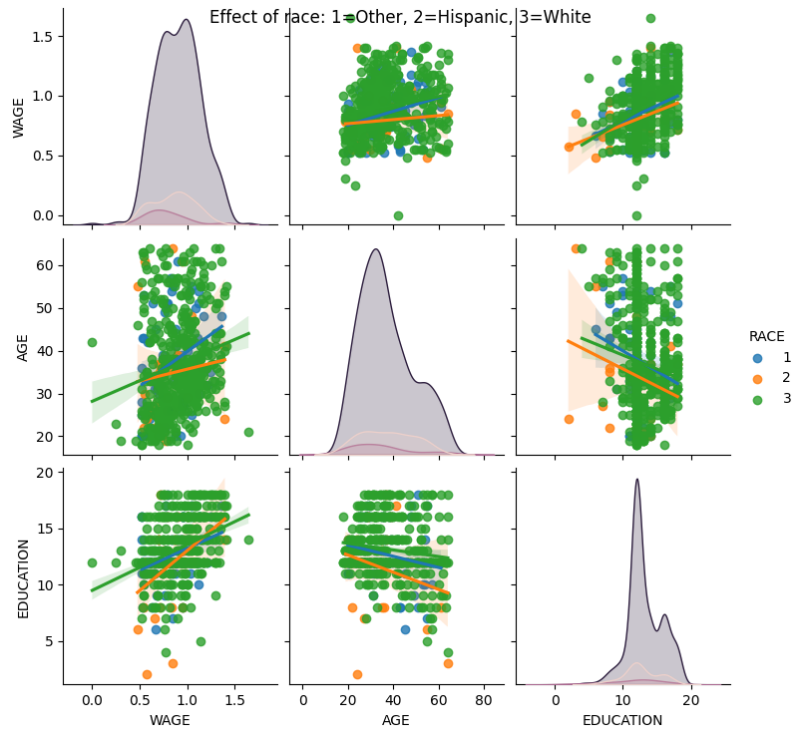 Effect of race: 1=Other, 2=Hispanic, 3=White
1.5
1.0
0.5
0.0
WAGE
60
50
40
30
20
AGE
RACE
1
2
3
20
15
10
5
EDUCATION
0.0 0.5 1.0 1.5
0 20 40 60 80
0 10 20
WAGE
AGE
EDUCATION